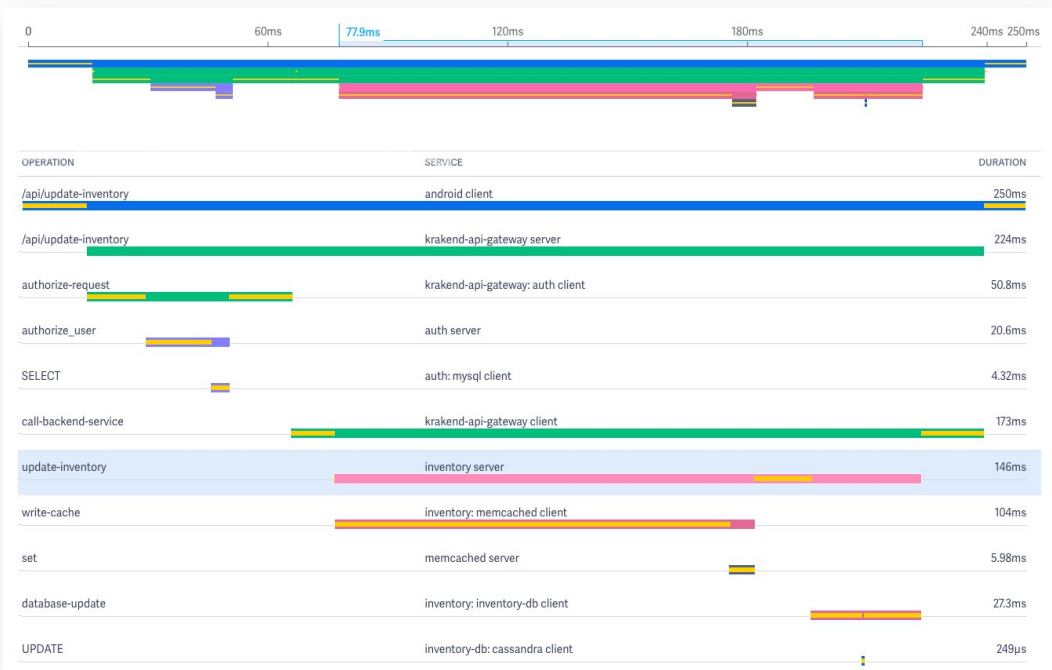 0 60ms 77.9ms 120ms 180ms 240ms 250ms
OPERATION SERVICE DURATION
/api/update-inventory android client 250ms
/api/update-inventory krakend-api-gateway server 224ms
authorize-request krakend-api-gateway: auth client 50.8ms
authorize_user auth server 20.6ms
SELECT auth: mysql client 4.32ms
call-backend-service krakend-api-gateway client 173ms
update-inventory inventory server 146ms
write-cache inventory: memcached client 104ms
set memcached server 5.98ms
database-update inventory: inventory-db client 27.3ms
UPDATE inventory-db: cassandra client 249µs